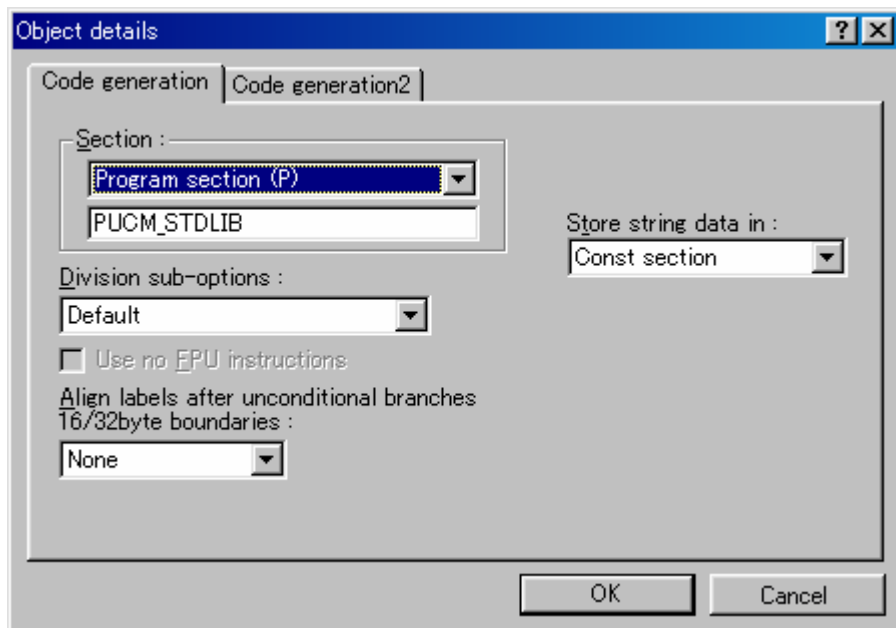 Object details
Code generation
Code generation2
Section :
Program section (P)
PUCM_STDLIB
Store string data in :
Const section
Division sub-options :
Default
Use no FPU instructions
Align labels after unconditional branches
16/32byte boundaries :
None
OK
Cancel